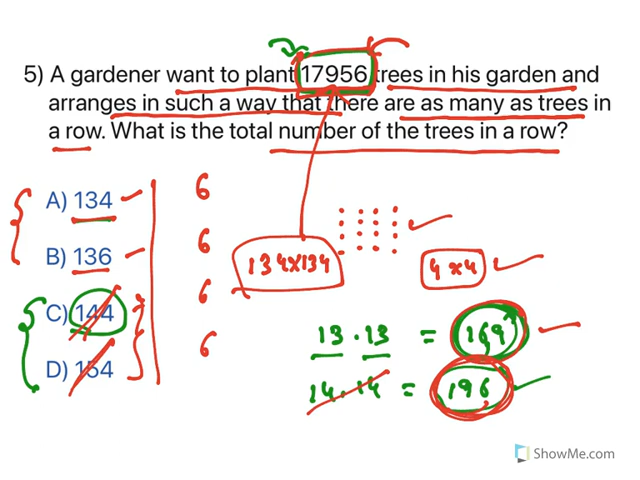 5) A gardener want to plant 17956 trees in his garden and
arranges in such a way that there are as many as trees in
a row. What is the total number of the trees in a row?
A) 134
6
B) 136
6
134x134
4x4
C) 144
6
13 · 13 = 169
D) 154
6
14 · 14 = 196
ShowMe.com